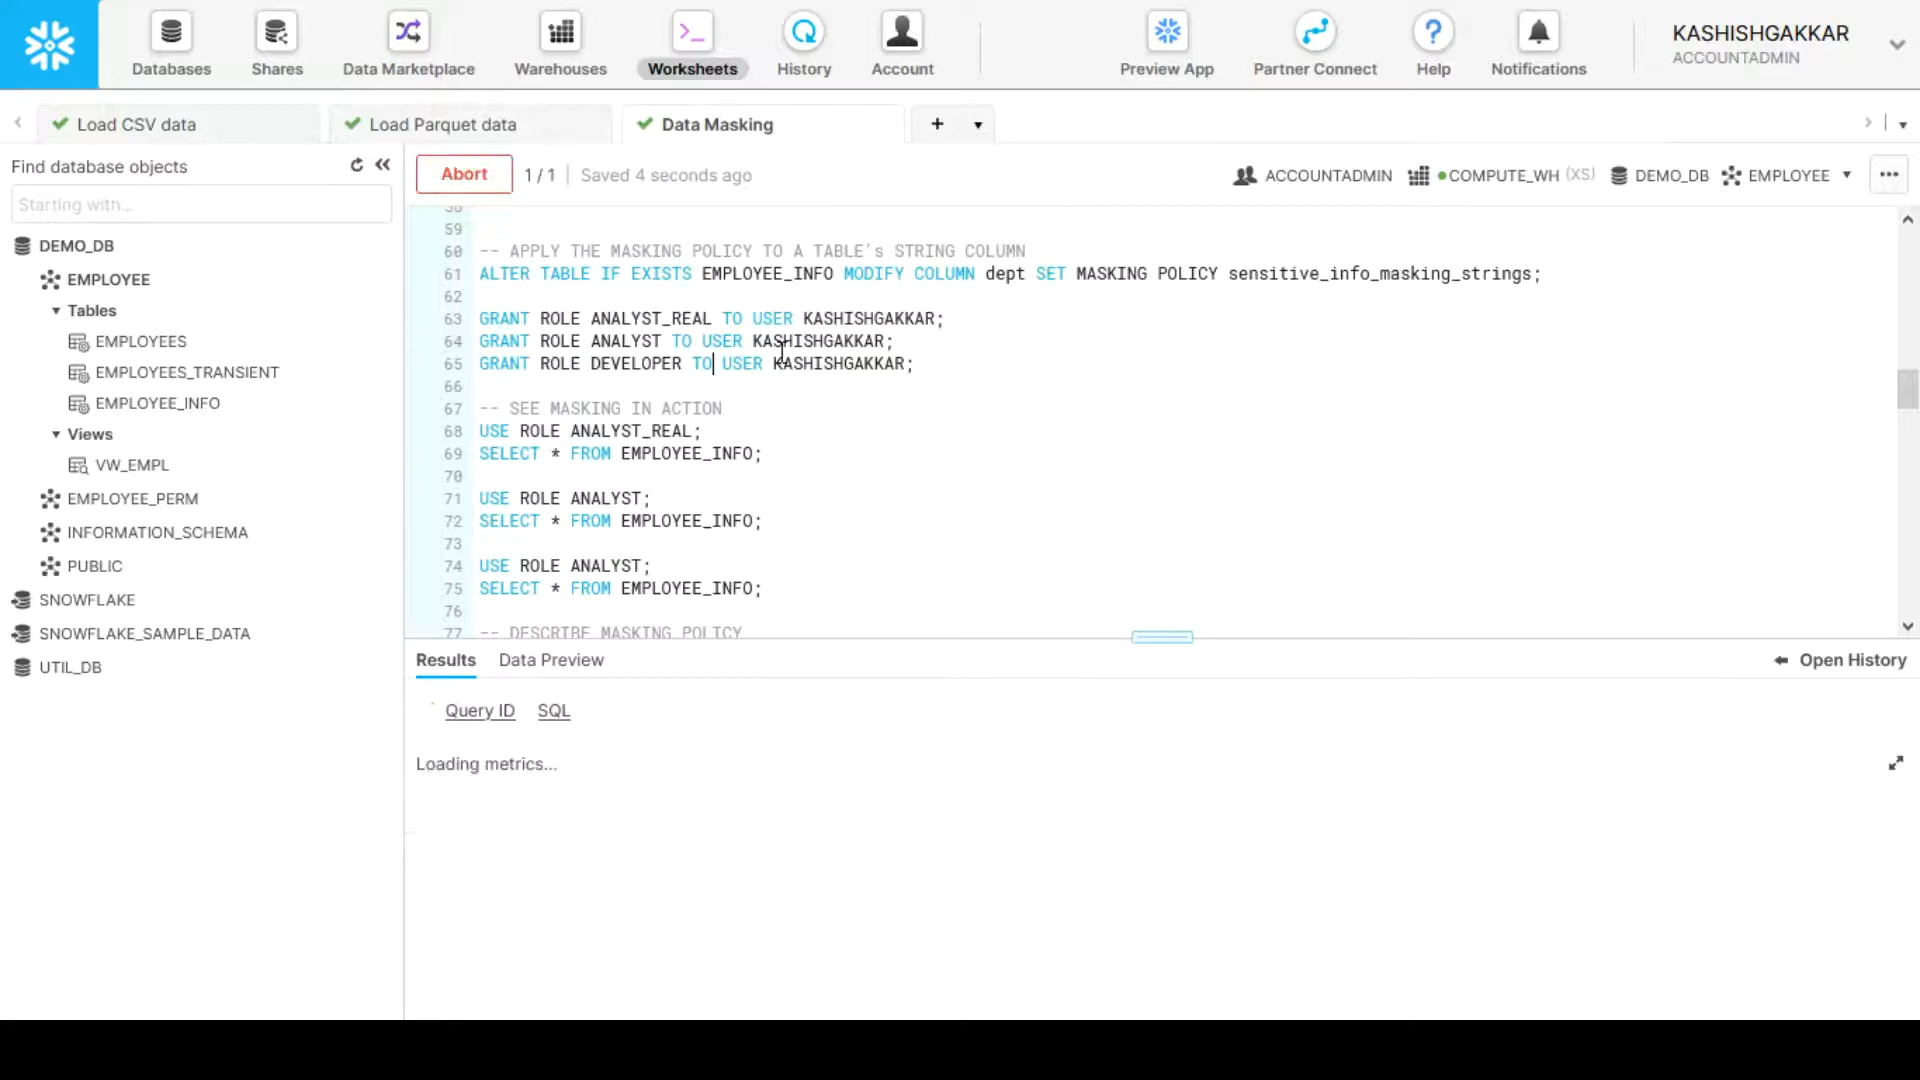 Databases
Shares
Data Marketplace
Warehouses
Worksheets
History
Account
Preview App
Partner Connect
Help
Notifications
KASHISHGAKKAR
ACCOUNTADMIN
Load CSV data
Load Parquet data
Data Masking
Find database objects
Starting with...
Abort
1 / 1
Saved 4 seconds ago
ACCOUNTADMIN
COMPUTE_WH (XS)
DEMO_DB
EMPLOYEE
DEMO_DB
EMPLOYEE
Tables
EMPLOYEES
EMPLOYEES_TRANSIENT
EMPLOYEE_INFO
Views
VW_EMPL
EMPLOYEE_PERM
INFORMATION_SCHEMA
PUBLIC
SNOWFLAKE
SNOWFLAKE_SAMPLE_DATA
UTIL_DB
58
59
60 -- APPLY THE MASKING POLICY TO A TABLE's STRING COLUMN
61 ALTER TABLE IF EXISTS EMPLOYEE_INFO MODIFY COLUMN dept SET MASKING POLICY sensitive_info_masking_strings;
62
63 GRANT ROLE ANALYST_REAL TO USER KASHISHGAKKAR;
64 GRANT ROLE ANALYST TO USER KASHISHGAKKAR;
65 GRANT ROLE DEVELOPER TO USER KASHISHGAKKAR;
66
67 -- SEE MASKING IN ACTION
68 USE ROLE ANALYST_REAL;
69 SELECT * FROM EMPLOYEE_INFO;
70
71 USE ROLE ANALYST;
72 SELECT * FROM EMPLOYEE_INFO;
73
74 USE ROLE ANALYST;
75 SELECT * FROM EMPLOYEE_INFO;
76
77 -- DESCRIBE MASKING POLICY
Results
Data Preview
Open History
Query ID
SQL
Loading metrics...